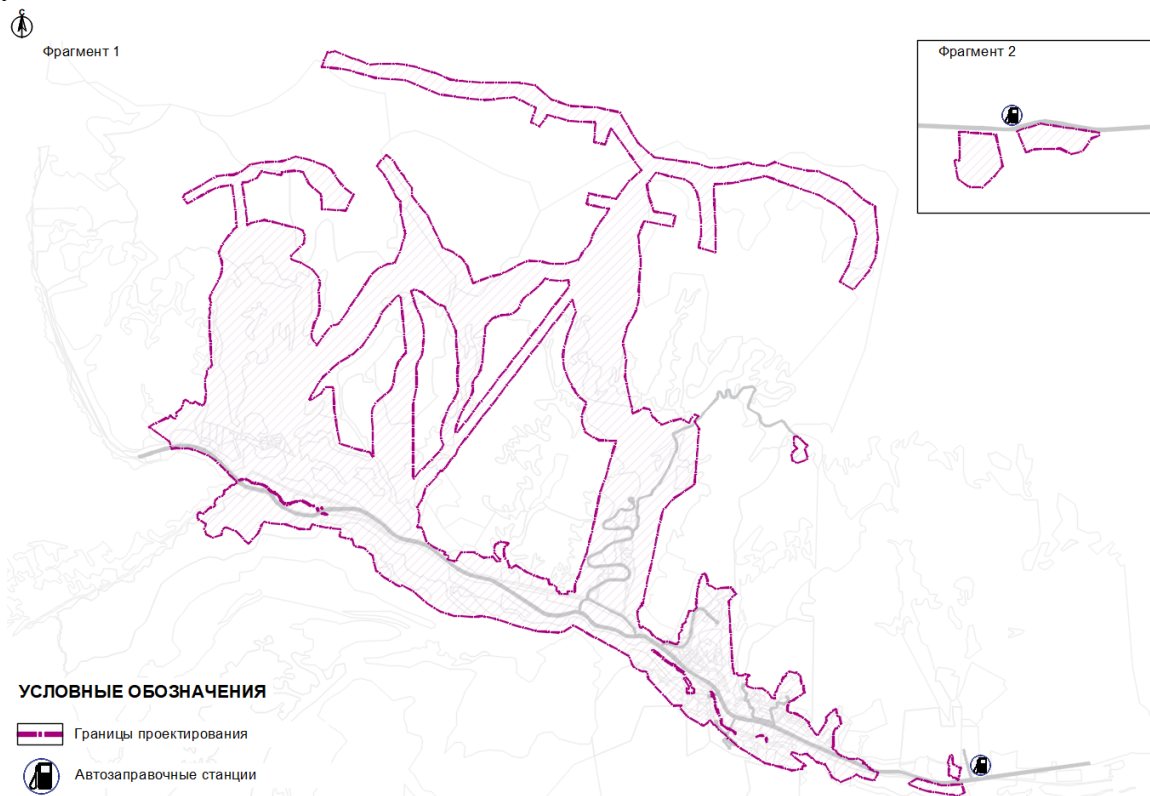 С
Фрагмент 1
Фрагмент 2
УСЛОВНЫЕ ОБОЗНАЧЕНИЯ
Границы проектирования
Автозаправочные станции